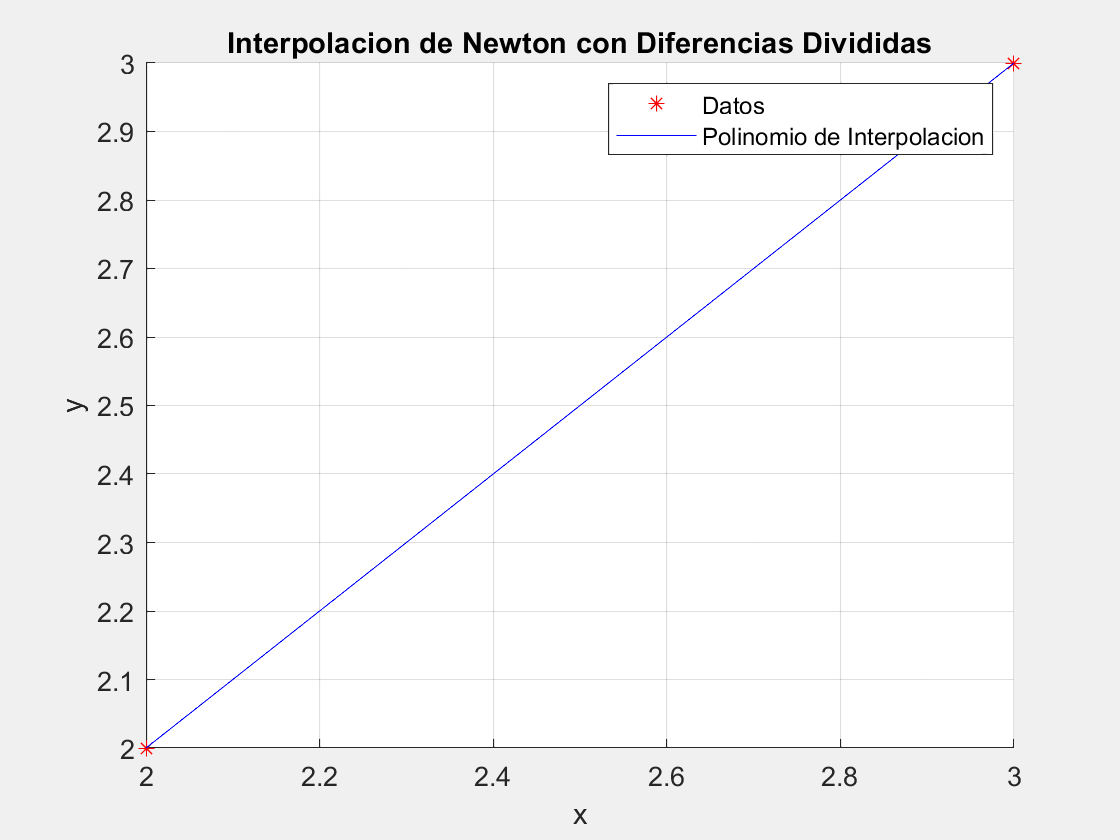 Interpolacion de Newton con Diferencias Divididas
3
2.9
2.8
2.7
2.6
2.5
2.4
2.3
2.2
2.1
2
y
Datos
Polinomio de Interpolacion
2 2.2 2.4 2.6 2.8 3
x